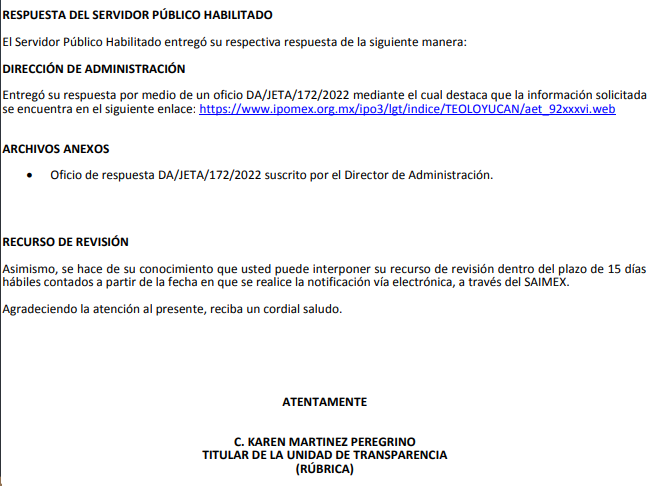 RESPUESTA DEL SERVIDOR PÚBLICO HABILITADO
El Servidor Público Habilitado entregó su respectiva respuesta de la siguiente manera:
DIRECCIÓN DE ADMINISTRACIÓN
Entregó su respuesta por medio de un oficio DA/JETA/172/2022 mediante el cual destaca que la información solicitada
se encuentra en el siguiente enlace: https://www.ipomex.org.mx/ipo3/lgt/indice/TEOLOYUCAN/aet_92xxxvi.web
ARCHIVOS ANEXOS
• Oficio de respuesta DA/JETA/172/2022 suscrito por el Director de Administración.
RECURSO DE REVISIÓN
Asimismo, se hace de su conocimiento que usted puede interponer su recurso de revisión dentro del plazo de 15 días
hábiles contados a partir de la fecha en que se realice la notificación vía electrónica, a través del SAIMEX.
Agradeciendo la atención al presente, reciba un cordial saludo.
ATENTAMENTE
C. KAREN MARTINEZ PEREGRINO
TITULAR DE LA UNIDAD DE TRANSPARENCIA
(RÚBRICA)